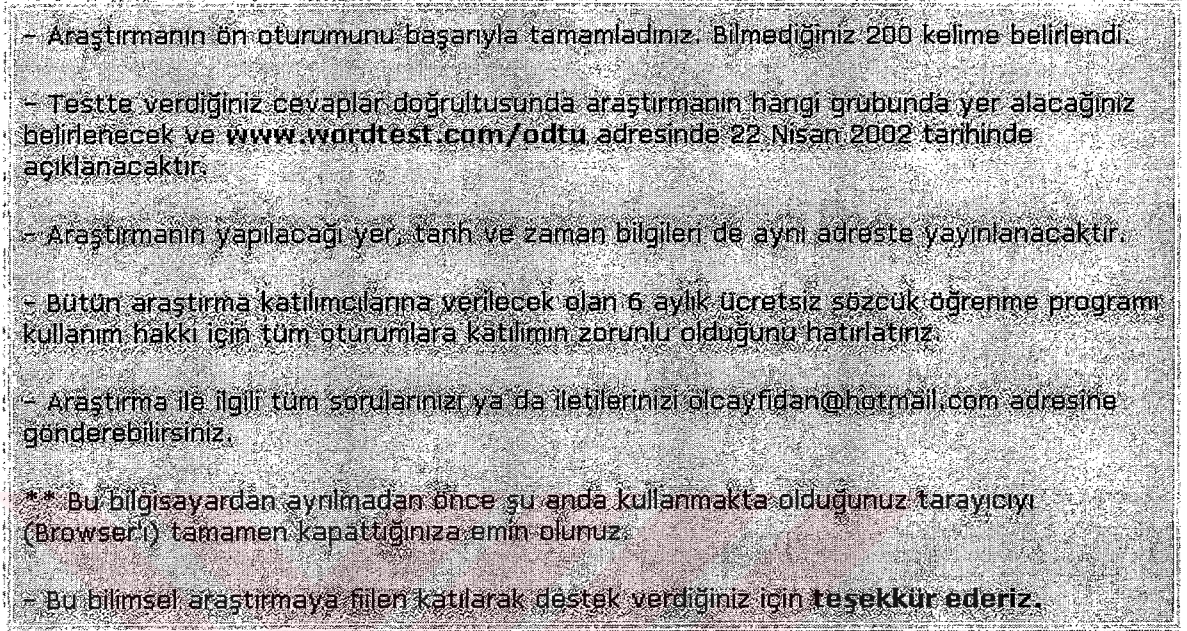 - Araştırmanın ön oturumunu başarıyla tamamladınız. Bilmediğiniz 200 kelime belirlendi.
- Testte verdiğiniz cevaplar doğrultusunda araştırmanın hangi grubunda yer alacağınız
belirlenecek ve www.wordtest.com/odtu adresinde 22 Nisan 2002 tarihinde
açıklanacaktır.
- Araştırmanın yapılacağı yer, tarih ve zaman bilgileri de aynı adreste yayınlanacaktır.
- Bütün araştırma katılımcılarına verilecek olan 6 aylık ücretsiz sözcük öğrenme programı
kullanım hakkı için tüm oturumlara katılımın zorunlu olduğunu hatırlatırız.
- Araştırma ile ilgili tüm sorularınızı ya da iletilerinizi olcayfidan@hotmail.com adresine
gönderebilirsiniz.
** Bu bilgisayardan ayrılmadan önce şu anda kullanmakta olduğunuz tarayıcıyı
(Browser'ı) tamamen kapattığınıza emin olunuz.
- Bu bilimsel araştırmaya fiilen katılarak destek verdiğiniz için teşekkür ederiz.